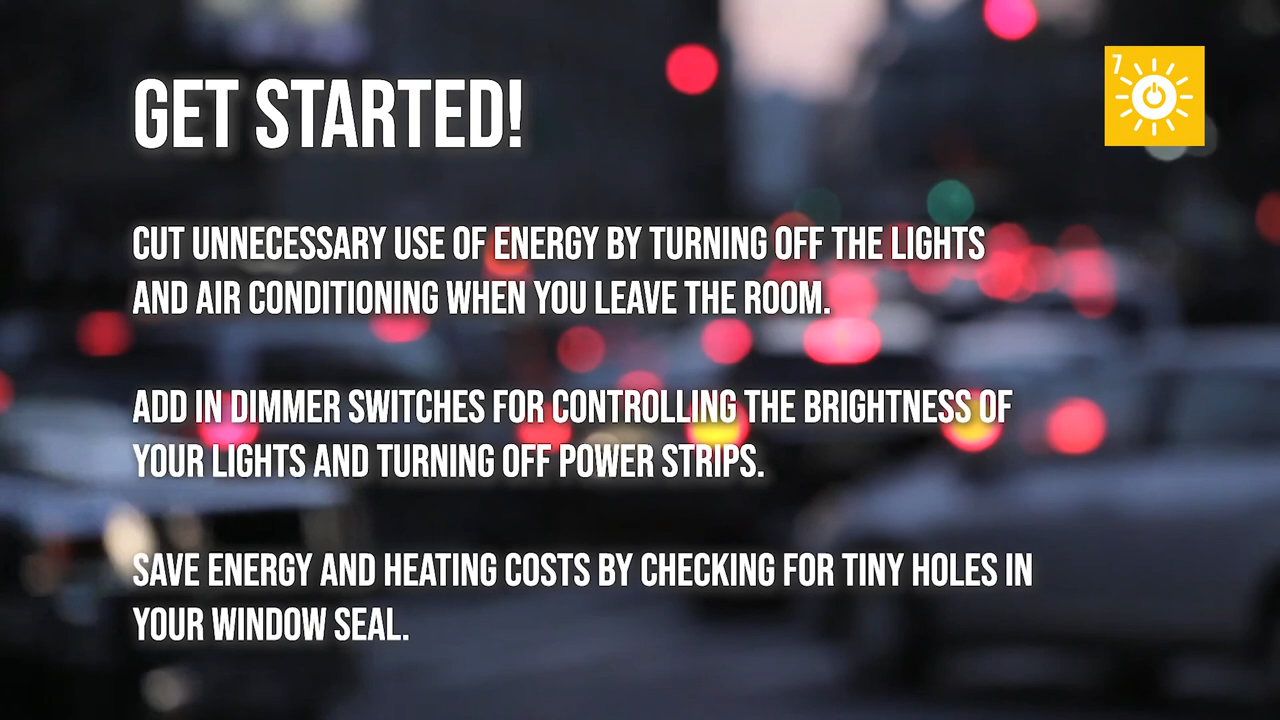 GET STARTED!
7
CUT UNNECESSARY USE OF ENERGY BY TURNING OFF THE LIGHTS
AND AIR CONDITIONING WHEN YOU LEAVE THE ROOM.
ADD IN DIMMER SWITCHES FOR CONTROLLING THE BRIGHTNESS OF
YOUR LIGHTS AND TURNING OFF POWER STRIPS.
SAVE ENERGY AND HEATING COSTS BY CHECKING FOR TINY HOLES IN
YOUR WINDOW SEAL.